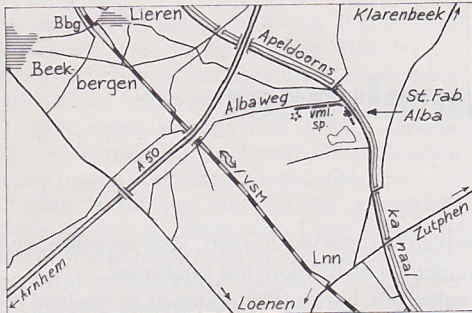 Bbg
Lieren
Beek-
bergen
Apeldoorns
Klarenbeek
Albaweg
vml.
sp.
St. Fab.
Alba
A 50
VSM
Lnn
ka
naal
Zutphen
Arnhem
Loenen